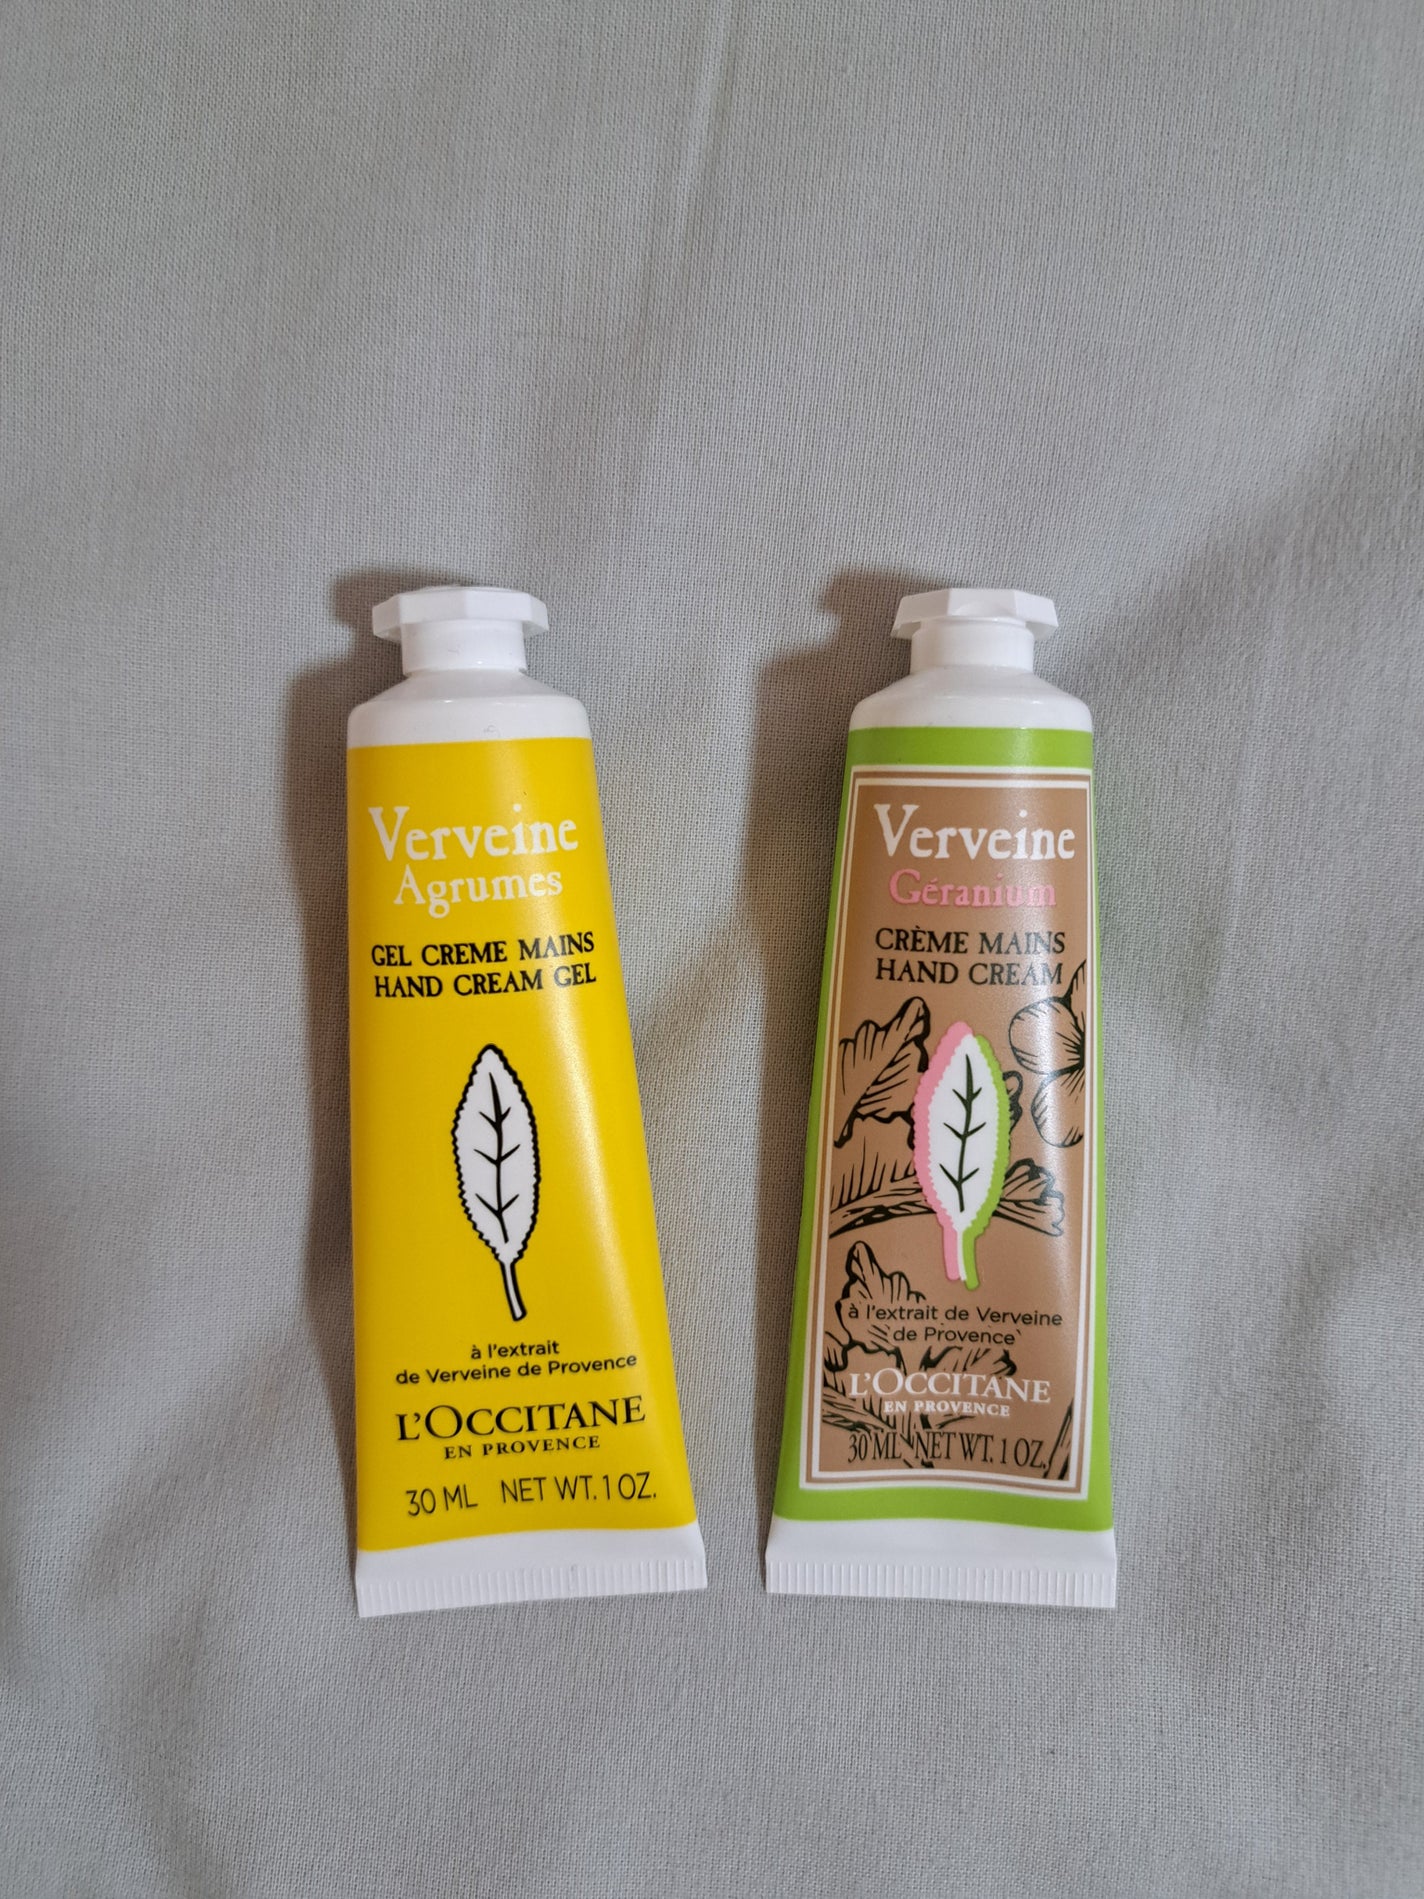 Verveine
Agrumes
GEL CREME MAINS
HAND CREAM GEL
à l'extrait
de Verveine de Provence
L'OCCITANE
EN PROVENCE
30 ML NET WT. 1 OZ.
Verveine
Géranium
CRÈME MAINS
HAND CREAM
à l'extrait de Verveine
de Provence
L'OCCITANE
EN PROVENCE
30 ML NET WT. 1 OZ.